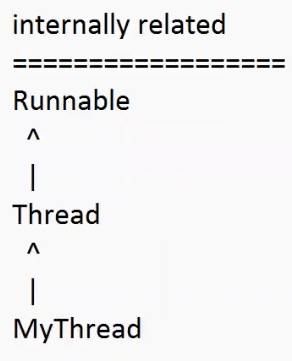 internally related
==================
Runnable
^
|
Thread
^
|
MyThread